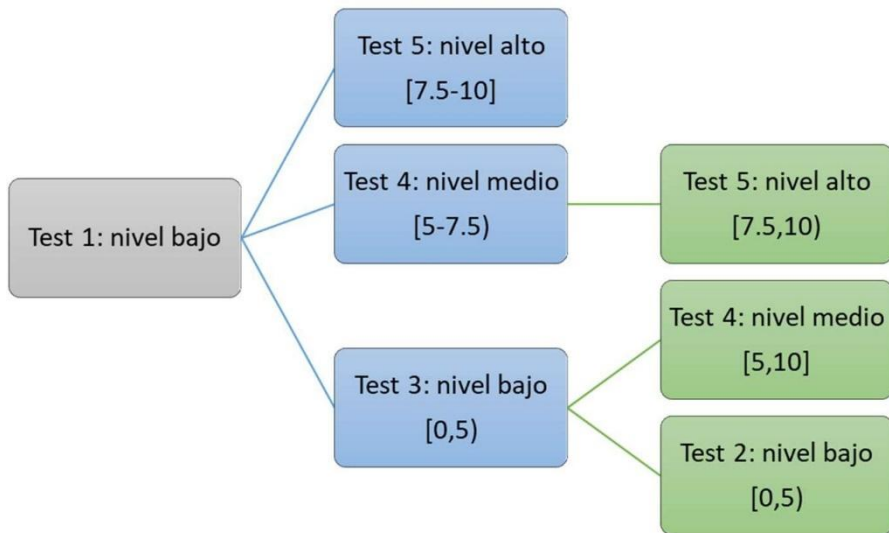 Test 1: nivel bajo
Test 5: nivel alto
[7.5-10]
Test 4: nivel medio
[5-7.5)
Test 3: nivel bajo
[0,5)
Test 5: nivel alto
[7.5,10)
Test 4: nivel medio
[5,10]
Test 2: nivel bajo
[0,5)